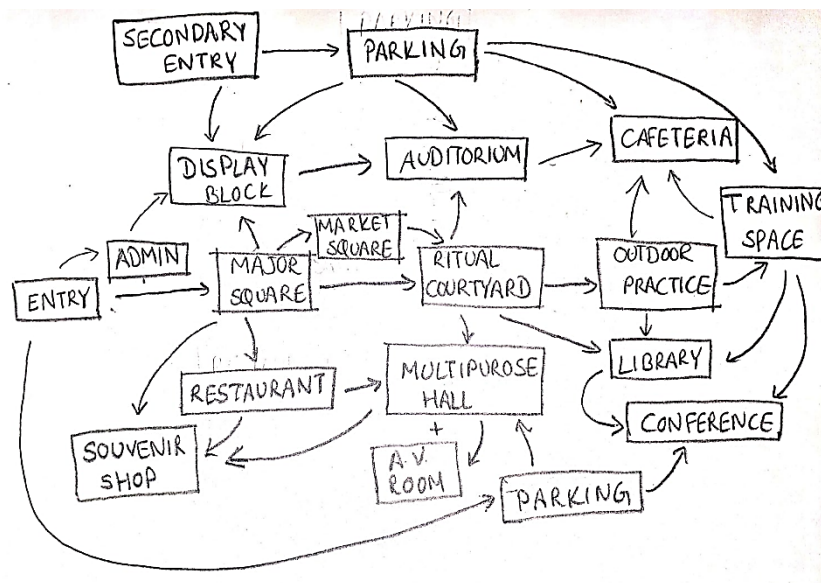 SECONDARY
ENTRY
PARKING
DISPLAY
BLOCK
AUDITORIUM
CAFETERIA
TRAINING
SPACE
MARKET
SQUARE
ADMIN
ENTRY
MAJOR
SQUARE
RITUAL
COURTYARD
OUTDOOR
PRACTICE
RESTAURANT
MULTIPUROSE
HALL
+
A.V.
ROOM
LIBRARY
CONFERENCE
SOUVENIR
SHOP
PARKING